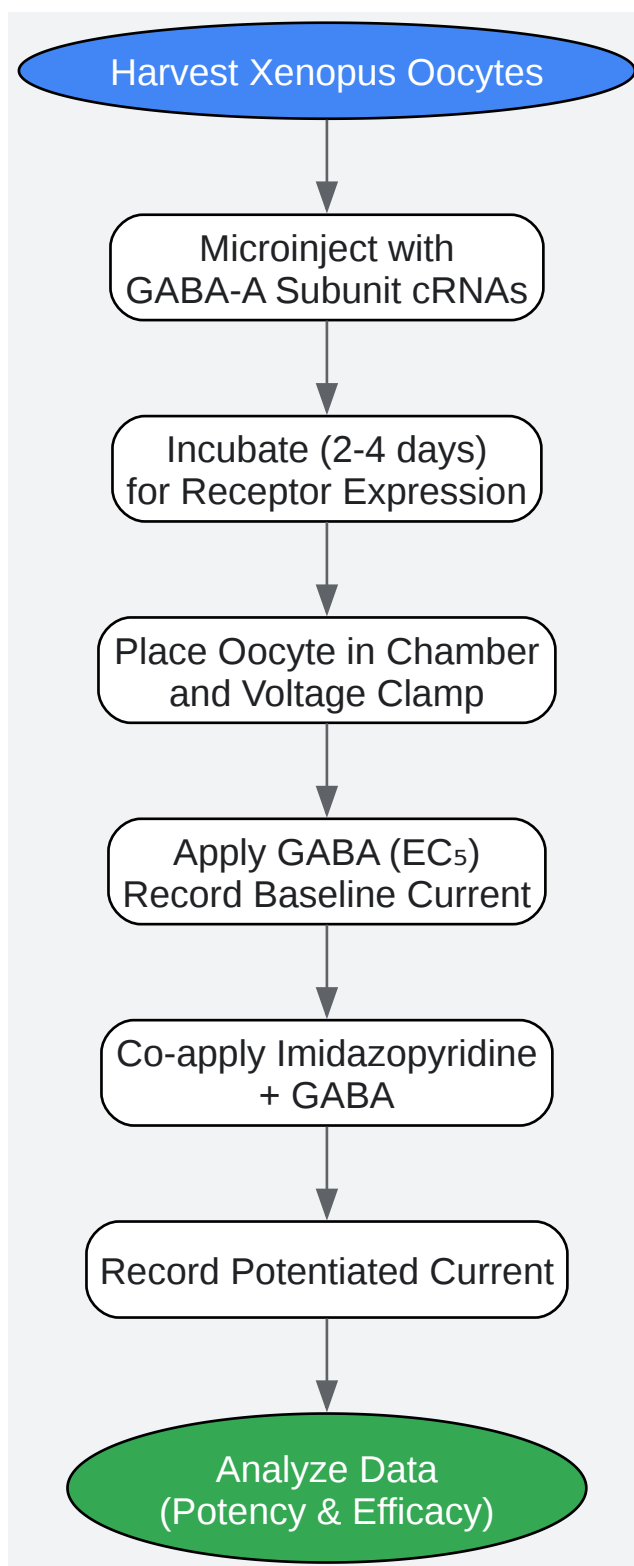 Harvest Xenopus Oocytes
Microinject with
GABA-A Subunit cRNAs
Incubate (2-4 days)
for Receptor Expression
Place Oocyte in Chamber
and Voltage Clamp
Apply GABA (EC₅)
Record Baseline Current
Co-apply Imidazopyridine
+ GABA
Record Potentiated Current
Analyze Data
(Potency & Efficacy)